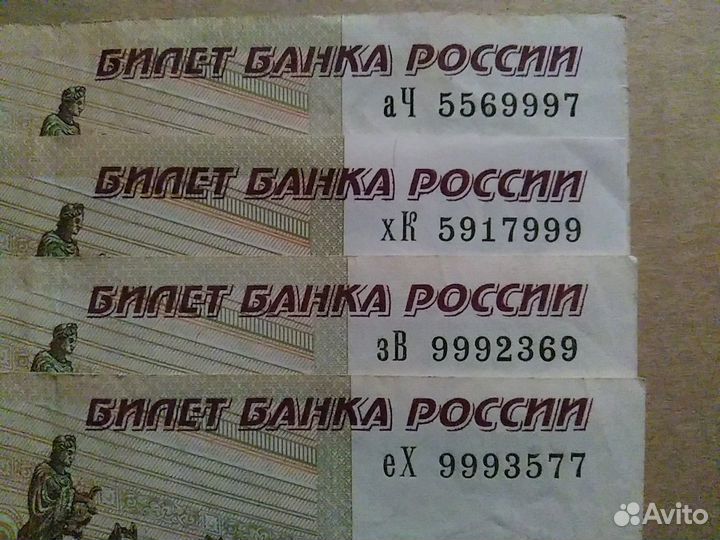 БИЛЕТ БАНКА РОССИИ
аЧ 5569997
БИЛЕТ БАНКА РОССИИ
хК 5917999
БИЛЕТ БАНКА РОССИИ
зВ 9992369
БИЛЕТ БАНКА РОССИИ
еХ 9993577
Avito